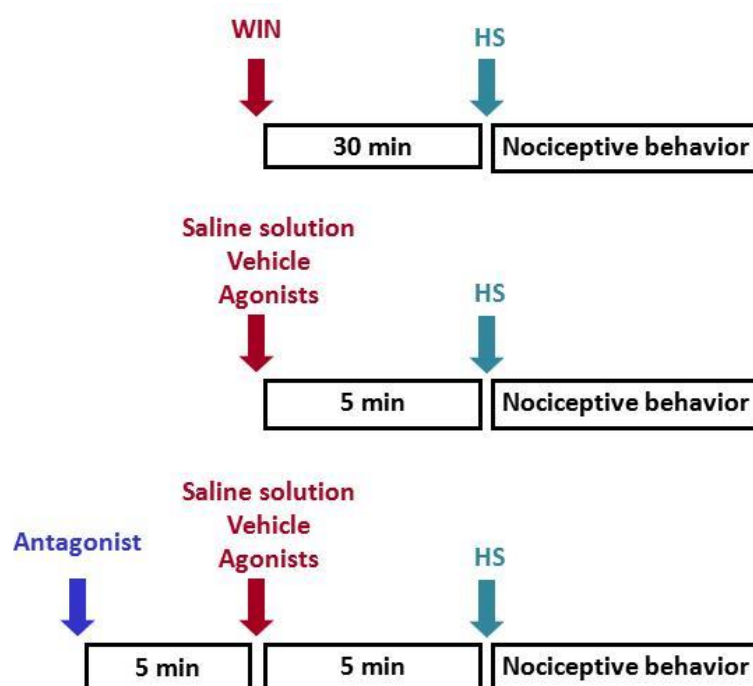 WIN
HS
30 min
Nociceptive behavior
Saline solution
Vehicle
Agonists
HS
5 min
Nociceptive behavior
Saline solution
Vehicle
Antagonist
Agonists
HS
5 min
5 min
Nociceptive behavior